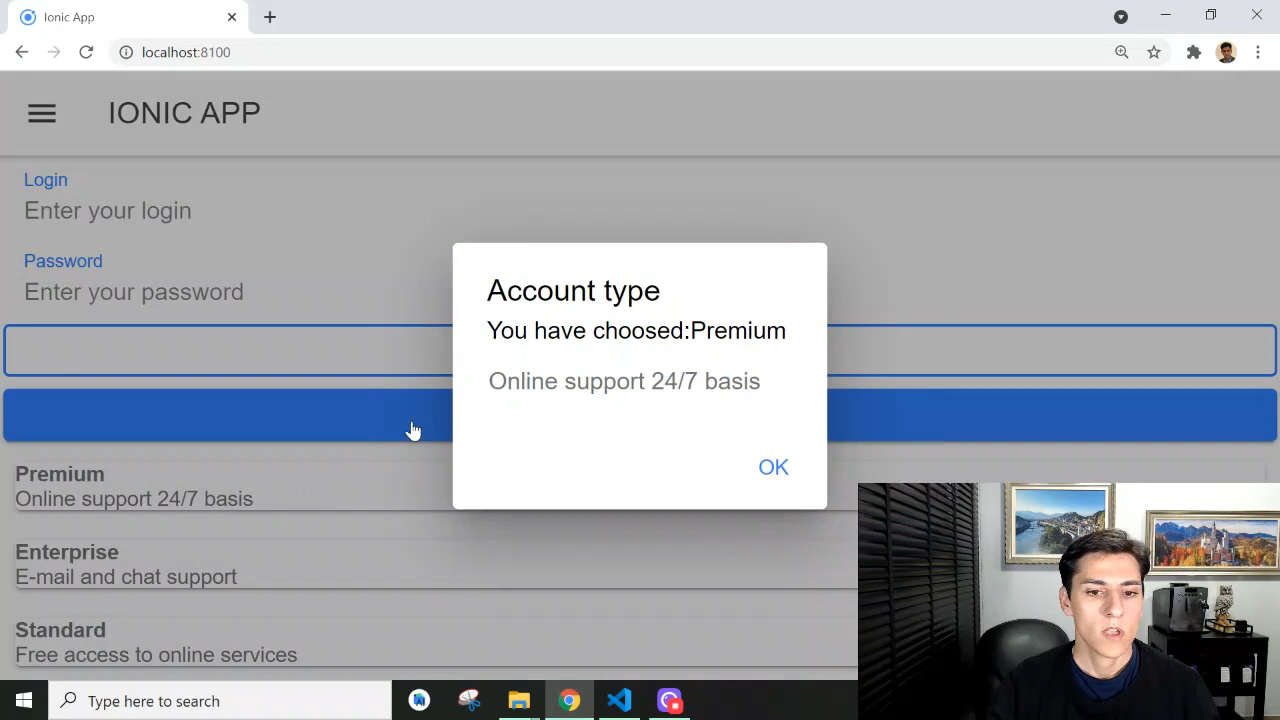 Ionic App
localhost:8100
IONIC APP
Login
Enter your login
Password
Enter your password
Account type
You have choosed:Premium
Online support 24/7 basis
OK
Premium
Online support 24/7 basis
Enterprise
E-mail and chat support
Standard
Free access to online services
Type here to search